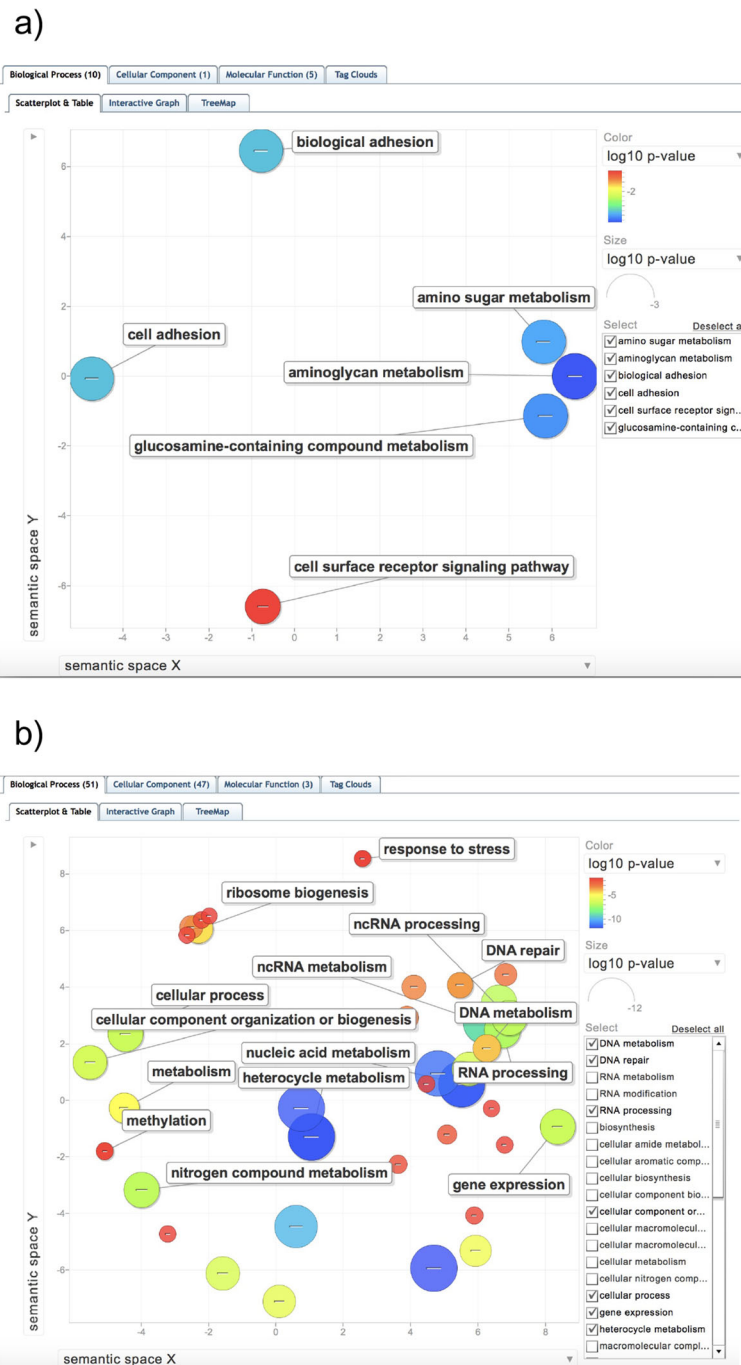 a)
Biological Process (10) Cellular Component (1) Molecular Function (5) Tag Clouds
Scatterplot & Table Interactive Graph TreeMap
Color
log10 p-value
-2
Size
log10 p-value
-3
Select Deselect a
amino sugar metabolism
aminoglycan metabolism
biological adhesion
cell adhesion
cell surface receptor sign...
glucosamine-containing c...
biological adhesion
amino sugar metabolism
cell adhesion
aminoglycan metabolism
glucosamine-containing compound metabolism
cell surface receptor signaling pathway
semantic space Y
6
4
2
0
-2
-4
-6
-4 -3 -2 -1 0 1 2 3 4 5 6
semantic space X
b)
Biological Process (51) Cellular Component (47) Molecular Function (3) Tag Clouds
Scatterplot & Table Interactive Graph TreeMap
Color
log10 p-value
-5
-10
Size
log10 p-value
-12
Select Deselect all
DNA metabolism
DNA repair
RNA metabolism
RNA modification
RNA processing
biosynthesis
cellular amide metabol...
cellular aromatic comp...
cellular biosynthesis
cellular component bio...
cellular component or...
cellular macromolecul...
cellular macromolecul...
cellular metabolism
cellular nitrogen comp...
cellular process
gene expression
heterocycle metabolism
macromolecular compl...
response to stress
ribosome biogenesis
ncRNA processing
DNA repair
ncRNA metabolism
cellular process
DNA metabolism
cellular component organization or biogenesis
nucleic acid metabolism
metabolism
heterocycle metabolism
RNA processing
methylation
nitrogen compound metabolism
gene expression
semantic space Y
8
6
4
2
0
-2
-4
-6
-4 -2 0 2 4 6 8
semantic space X